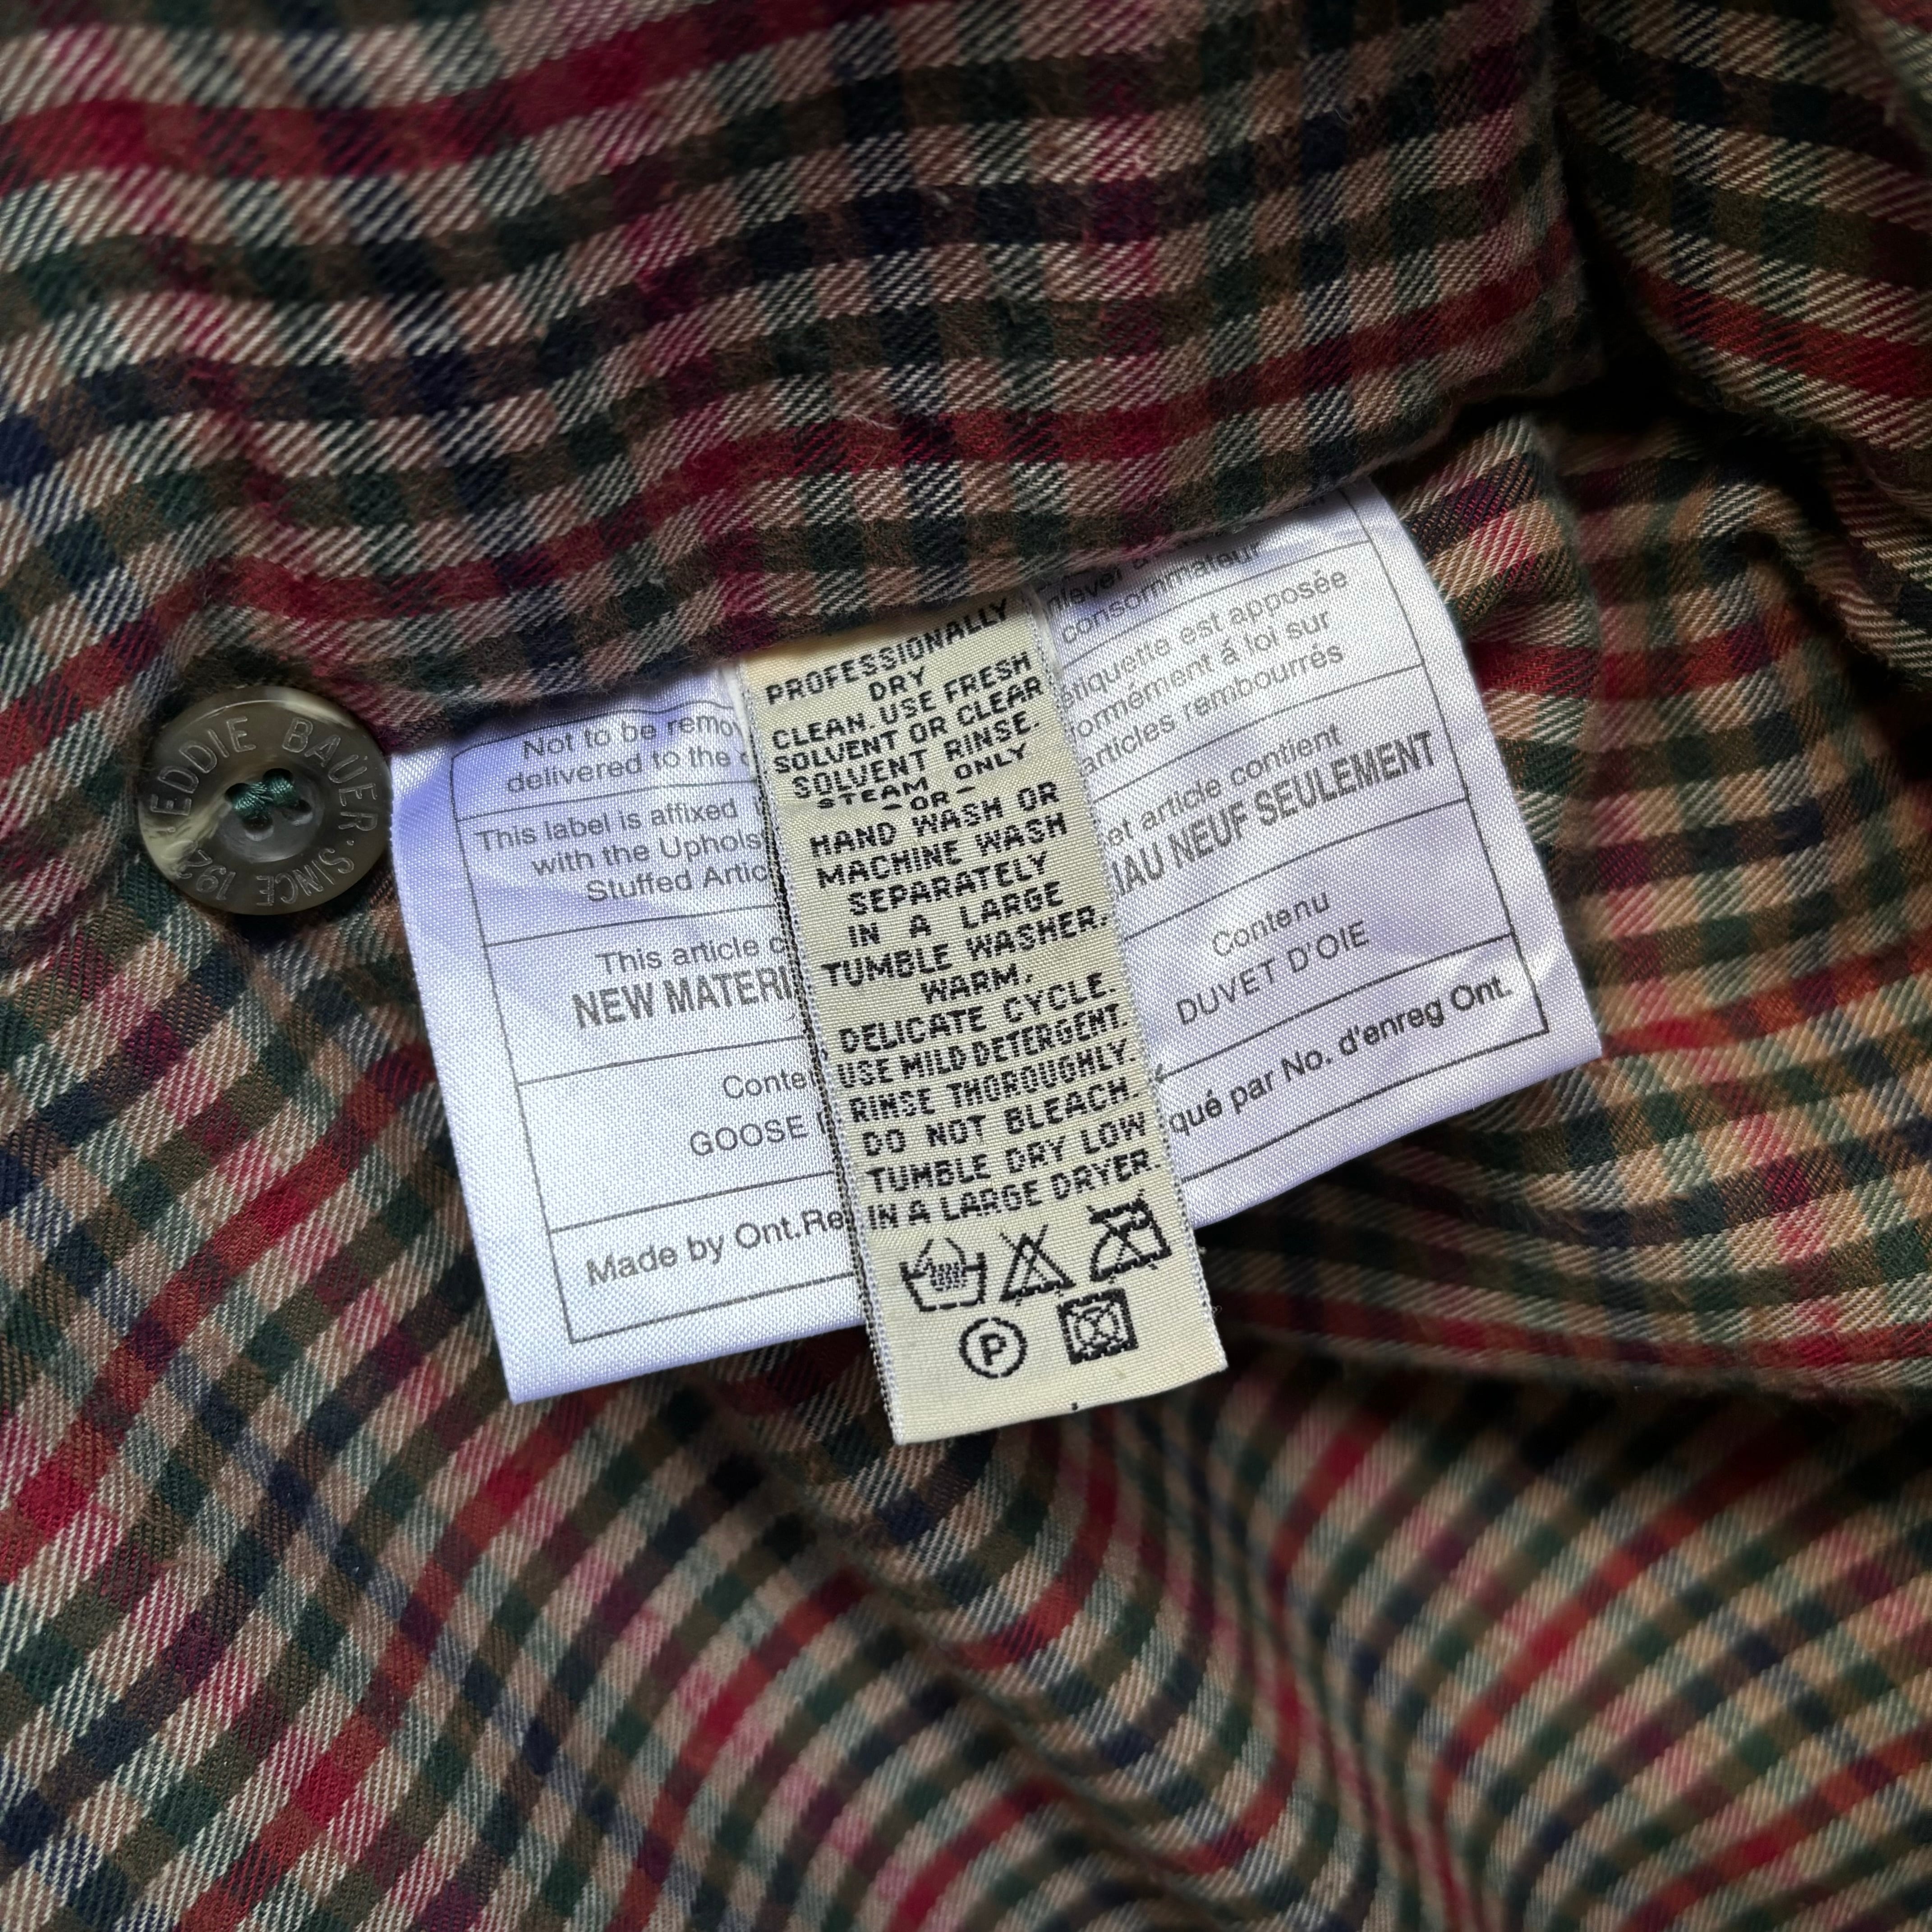 EDDIE BAUER · SINCE 192
Not to be remo
delivered to the c
This label is affixed
with the Uphols
Stuffed Artic
This article c
NEW MATERI
Conte
GOOSE
Made by Ont.Re
PROFESSIONALLY
DRY
CLEAN. USE FRESH
SOLVENT OR CLEAR
SOLVENT RINSE.
STEAM ONLY
-OR-
HAND WASH OR
MACHINE WASH
SEPARATELY
IN A LARGE
TUMBLE WASHER.
WARM,
DELICATE CYCLE.
USE MILD DETERGENT.
RINSE THOROUGHLY.
DO NOT BLEACH.
TUMBLE DRY LOW
IN A LARGE DRYER.
P
nlever
consommateur
étiquette est apposée
formément á loi sur
articles rembourrés
et article contient
IAU NEUF SEULEMENT
Contenu
DUVET D'OIE
qué par No. d'enreg Ont.